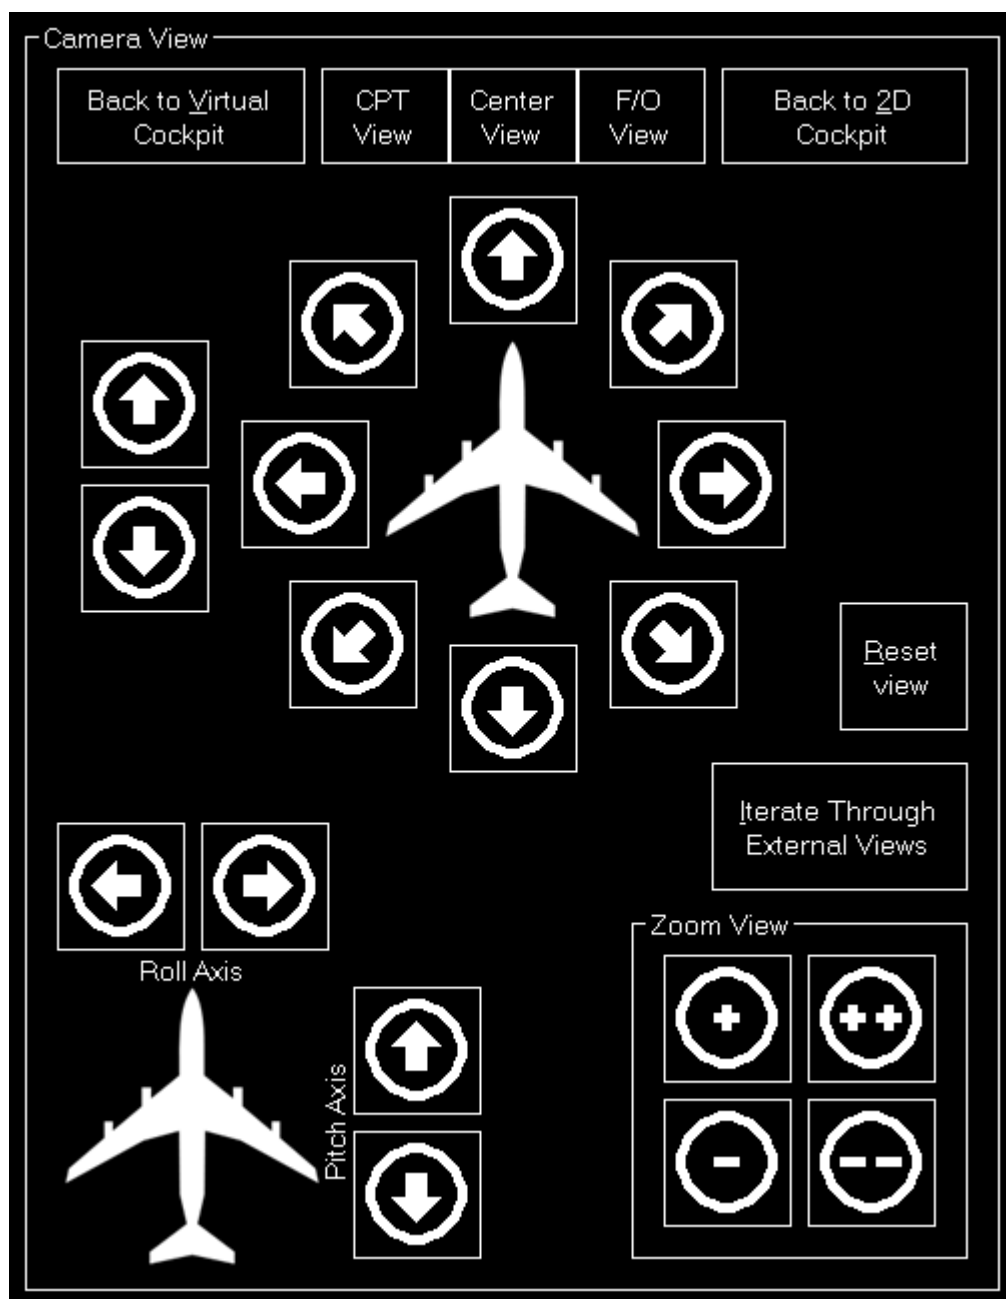 Camera View
Back to Virtual
Cockpit
CPT
View
Center
View
F/O
View
Back to 2D
Cockpit
Reset
view
Iterate Through
External Views
Roll Axis
Pitch Axis
Zoom View
+
++
-
--